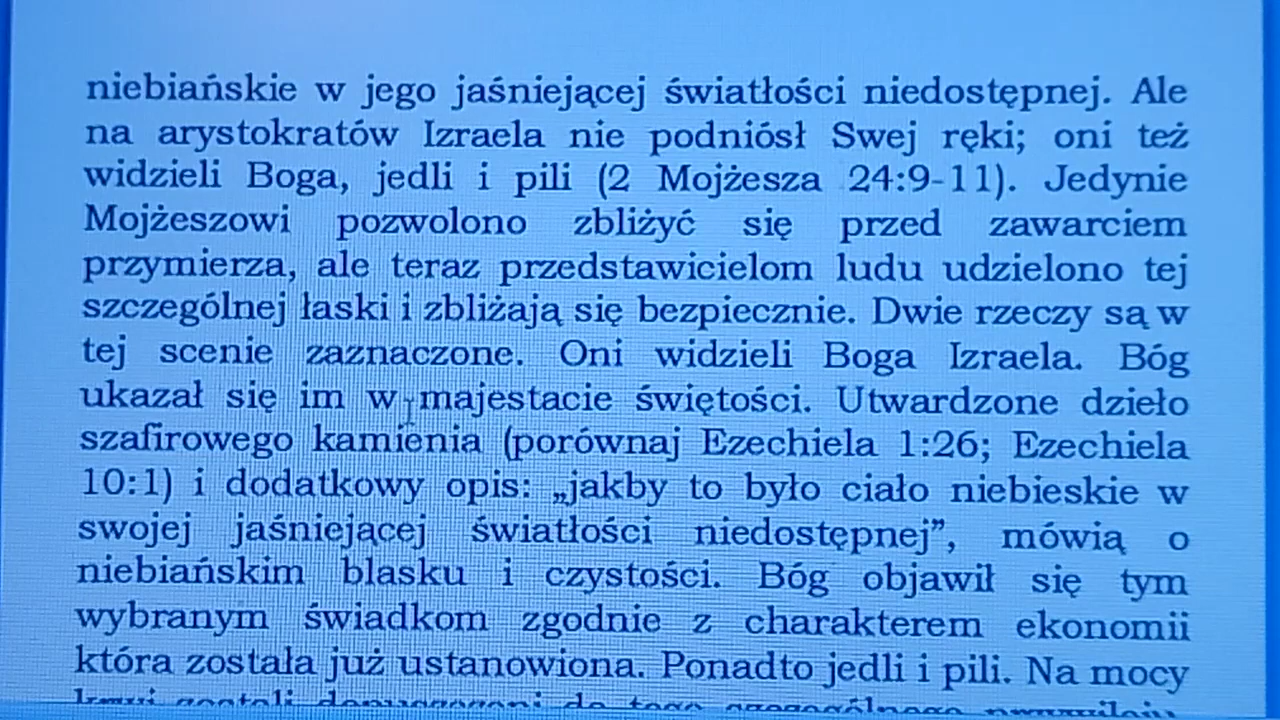 niebiańskie w jego jaśniejącej światłości niedostępnej. Ale
na arystokratów Izraela nie podniósł Swej ręki; oni też
widzieli Boga, jedli i pili (2 Mojżesza 24:9-11). Jedynie
Mojżeszowi pozwolono zbliżyć się przed zawarciem
przymierza, ale teraz przedstawicielom ludu udzielono tej
szczególnej łaski i zbliżają się bezpiecznie. Dwie rzeczy są w
tej scenie zaznaczone. Oni widzieli Boga Izraela. Bóg
ukazał się im w majestacie świętości. Utwardzone dzieło
szafirowego kamienia (porównaj Ezechiela 1:26; Ezechiela
10:1) i dodatkowy opis: „jakby to było ciało niebieskie w
swojej jaśniejącej światłości niedostępnej”, mówią o
niebiańskim blasku i czystości. Bóg objawił się tym
wybranym świadkom zgodnie z charakterem ekonomii
która została już ustanowiona. Ponadto jedli i pili. Na mocy